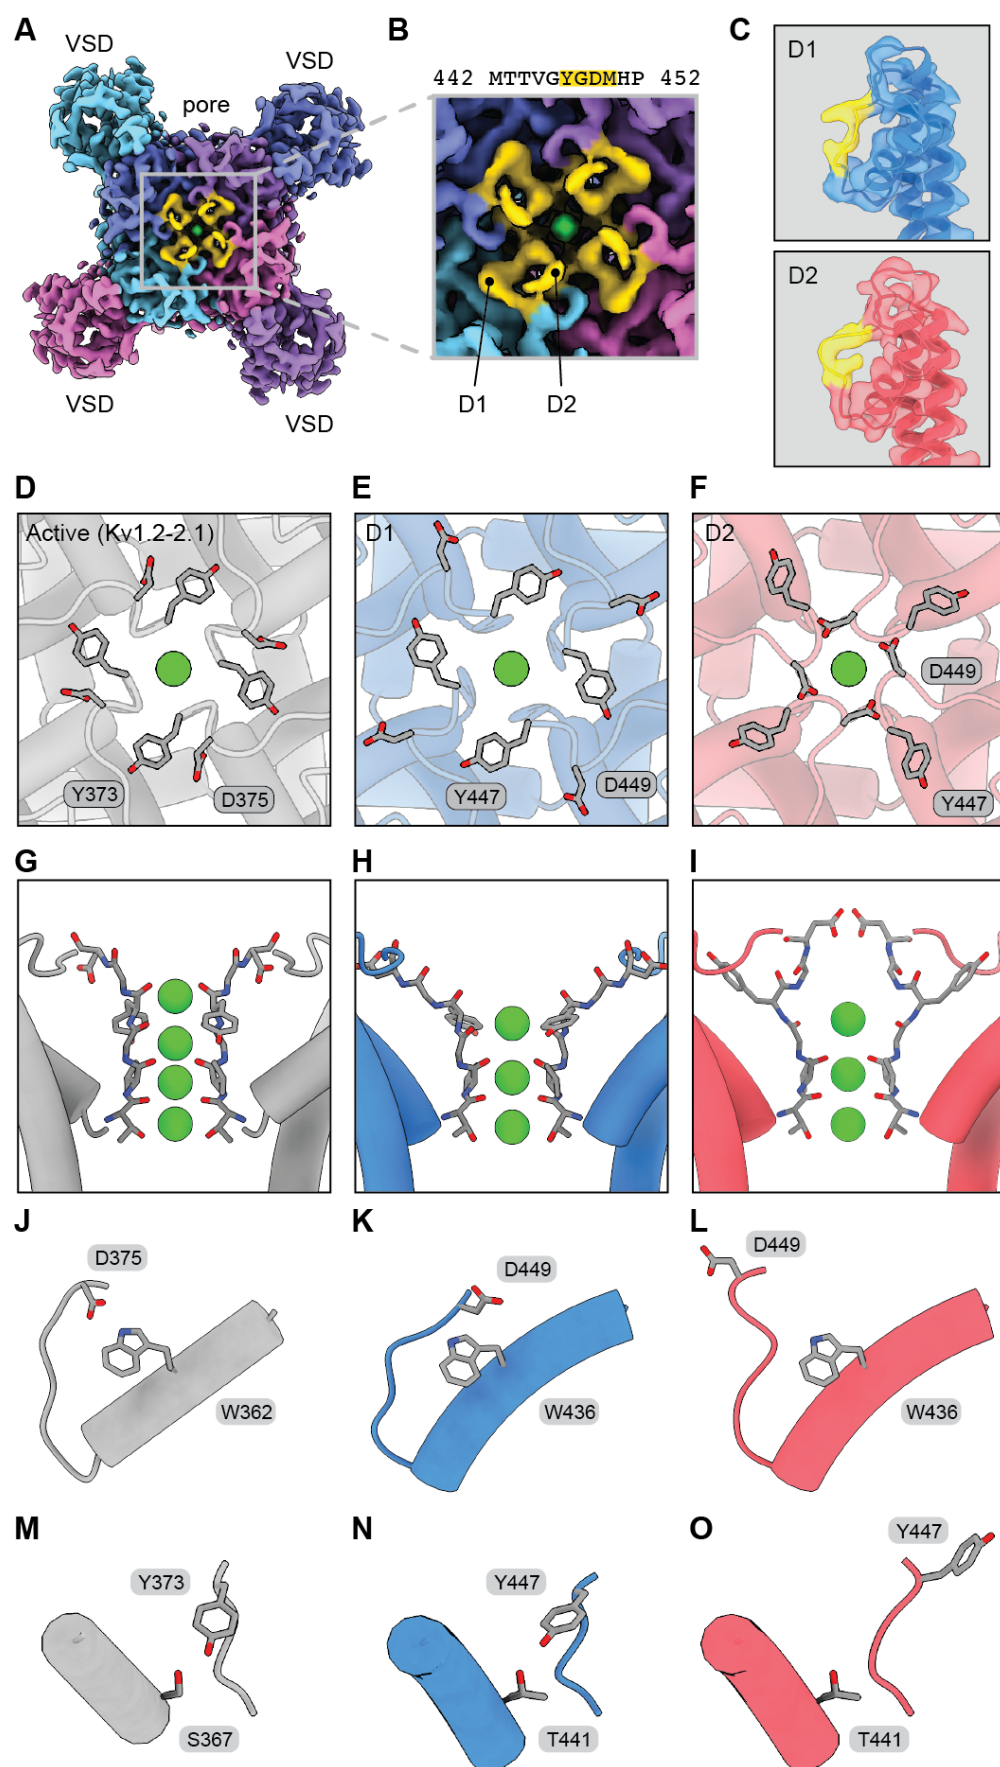 A
B
C
VSD
VSD
pore
VSD
VSD
442 MTTVGYGDMHP 452
D1
D2
D1
D2
D
E
F
Active (Kv1.2-2.1)
D1
D2
Y373
D375
Y447
D449
D449
Y447
G
H
I
J
K
L
D375
D449
D449
W362
W436
W436
M
N
O
Y373
Y447
Y447
S367
T441
T441